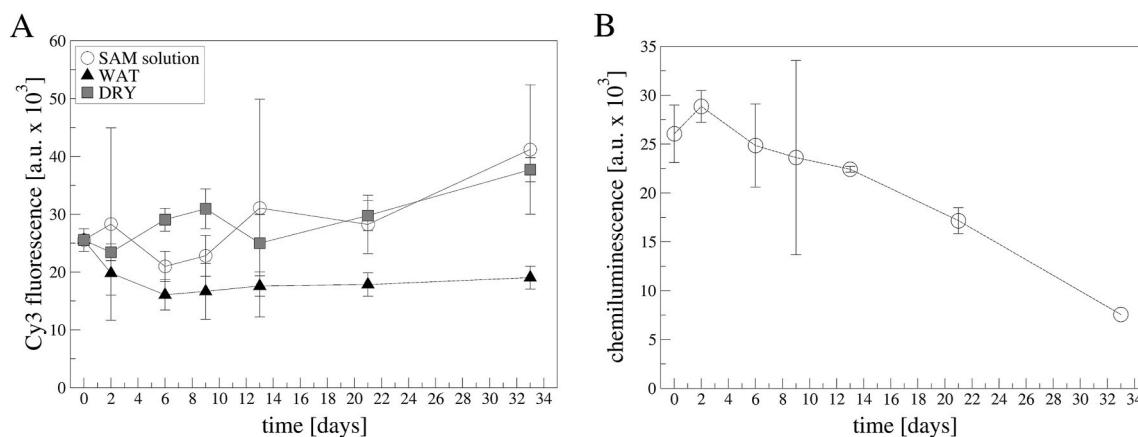 A
B
SAM solution
WAT
DRY
Cy3 fluorescence [a.u. x 10³]
60
50
40
30
20
10
0
0 2 4 6 8 10 12 14 16 18 20 22 24 26 28 30 32 34
time [days]
chemiluminescence [a.u. x 10³]
35
30
25
20
15
10
5
0
0 2 4 6 8 10 12 14 16 18 20 22 24 26 28 30 32 34
time [days]